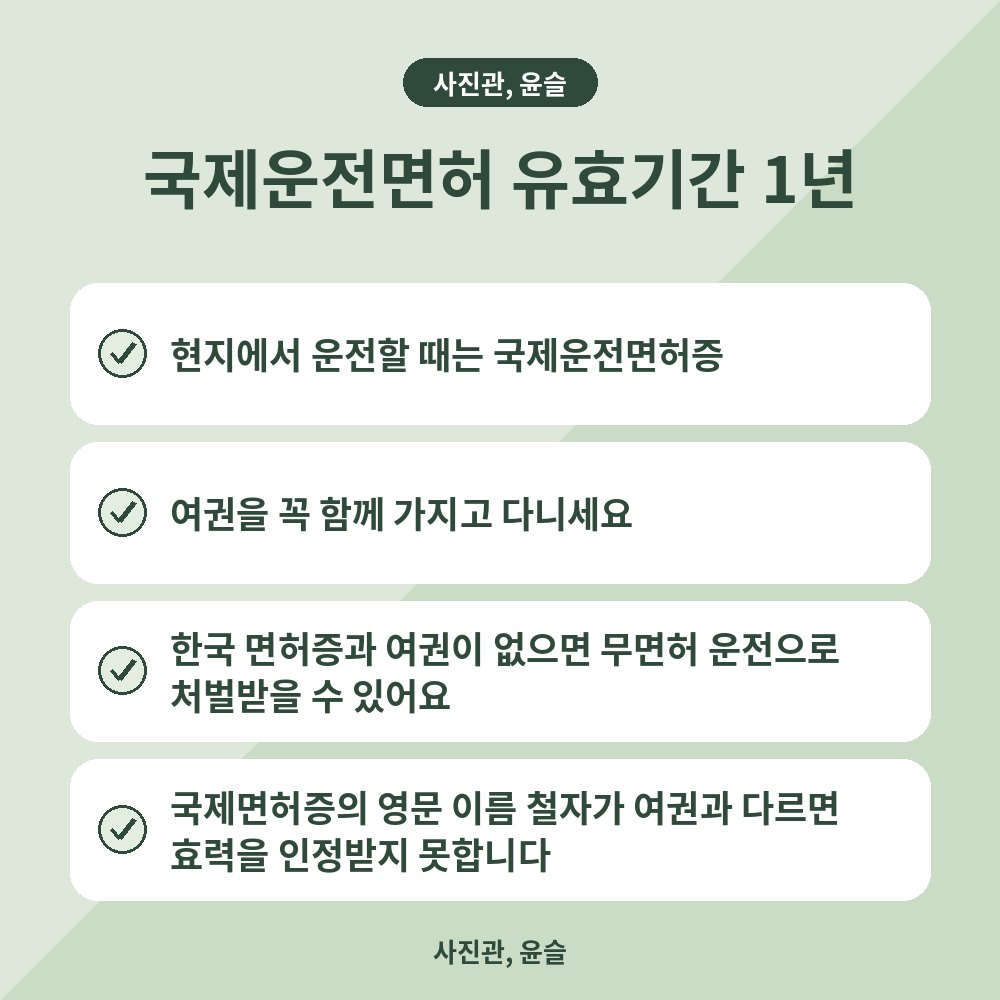 사진관, 윤슬
국제운전면허 유효기간 1년
현지에서 운전할 때는 국제운전면허증
여권을 꼭 함께 가지고 다니세요
한국 면허증과 여권이 없으면 무면허 운전으로
처벌받을 수 있어요
국제면허증의 영문 이름 철자가 여권과 다르면
효력을 인정받지 못합니다
사진관, 윤슬